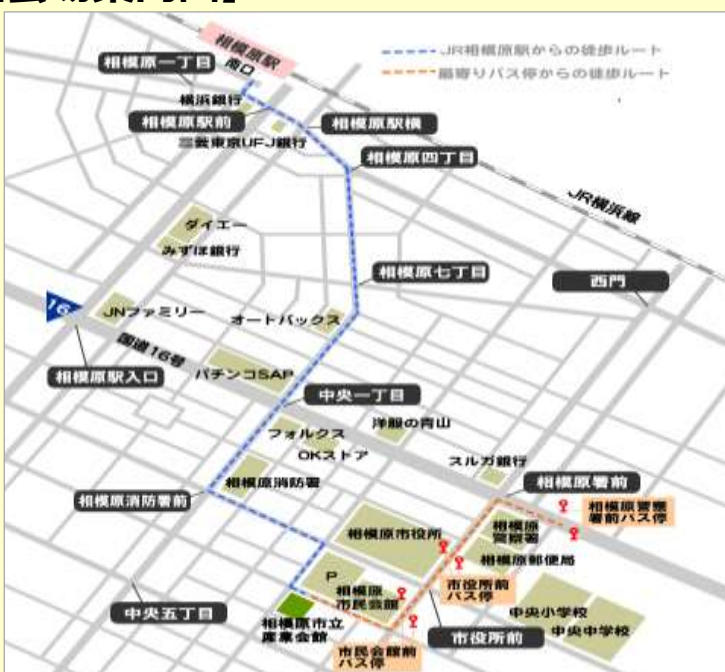 相模原駅
南口
JR相模原駅からの徒歩ルート
最寄りバス停からの徒歩ルート
相模原一丁目
横浜銀行
相模原駅前
相模原駅横
三菱東京UFJ銀行
相模原四丁目
JR横浜線
ダイエー
みずほ銀行
相模原七丁目
西門
16
JNファミリー
オートバックス
国道16号
相模原駅入口
パチンコSAP
中央一丁目
フォルクス
洋服の青山
OKストア
スルガ銀行
相模原消防署
相模原署前
相模原消防署前
相模原警察
署前バス停
相模原市役所
相模原
警察署
相模原郵便局
P
相模原
市民会館
市役所前
バス停
中央五丁目
相模原市立
産業会館
中央小学校
中央中学校
市役所前
市民会館前
バス停